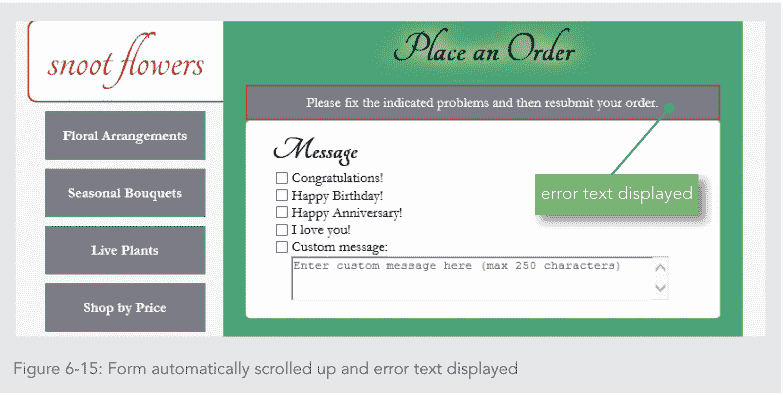 snoot flowers
Floral Arrangements
Seasonal Bouquets
Live Plants
Shop by Price
Place an Order
Please fix the indicated problems and then resubmit your order.
error text displayed
Message
Congratulations!
Happy Birthday!
Happy Anniversary!
I love you!
Custom message:
Enter custom message here (max 250 characters)
Figure 6-15: Form automatically scrolled up and error text displayed